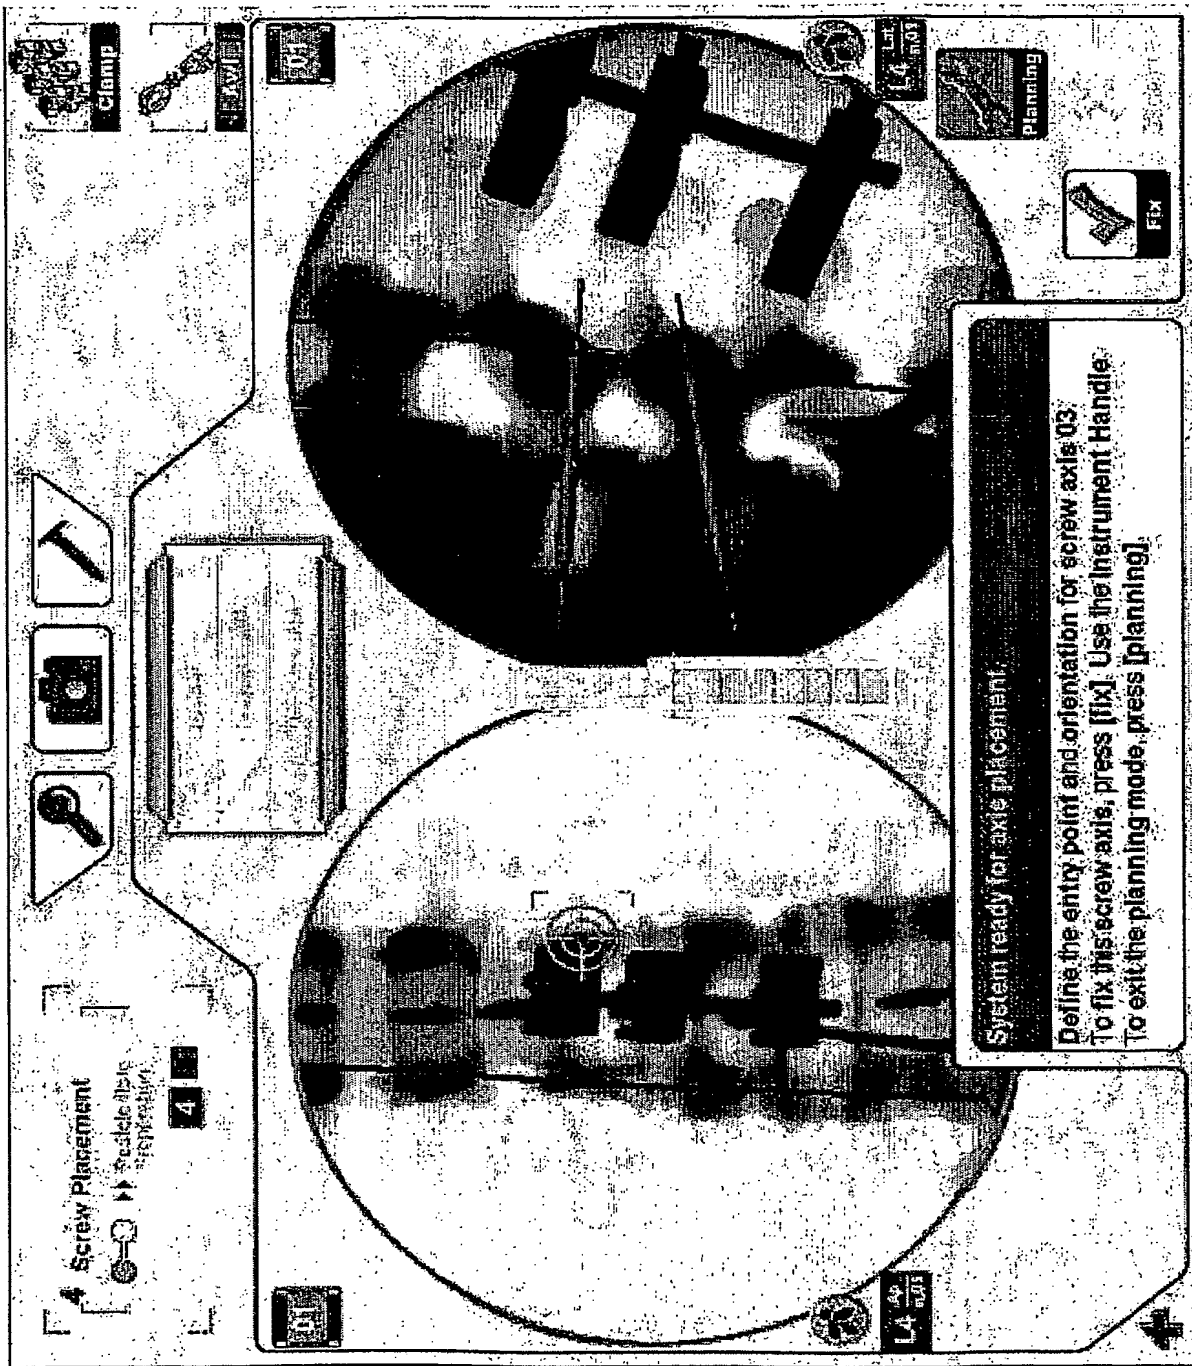 4 Screw Placement
4
Clamp
L4
L4 Lat
Planning
Fix
System ready for axis placement.
Define the entry point and orientation for screw axis 03.
To fix this screw axis, press [fix]. Use the Instrument Handle.
To exit the planning mode, press [planning].